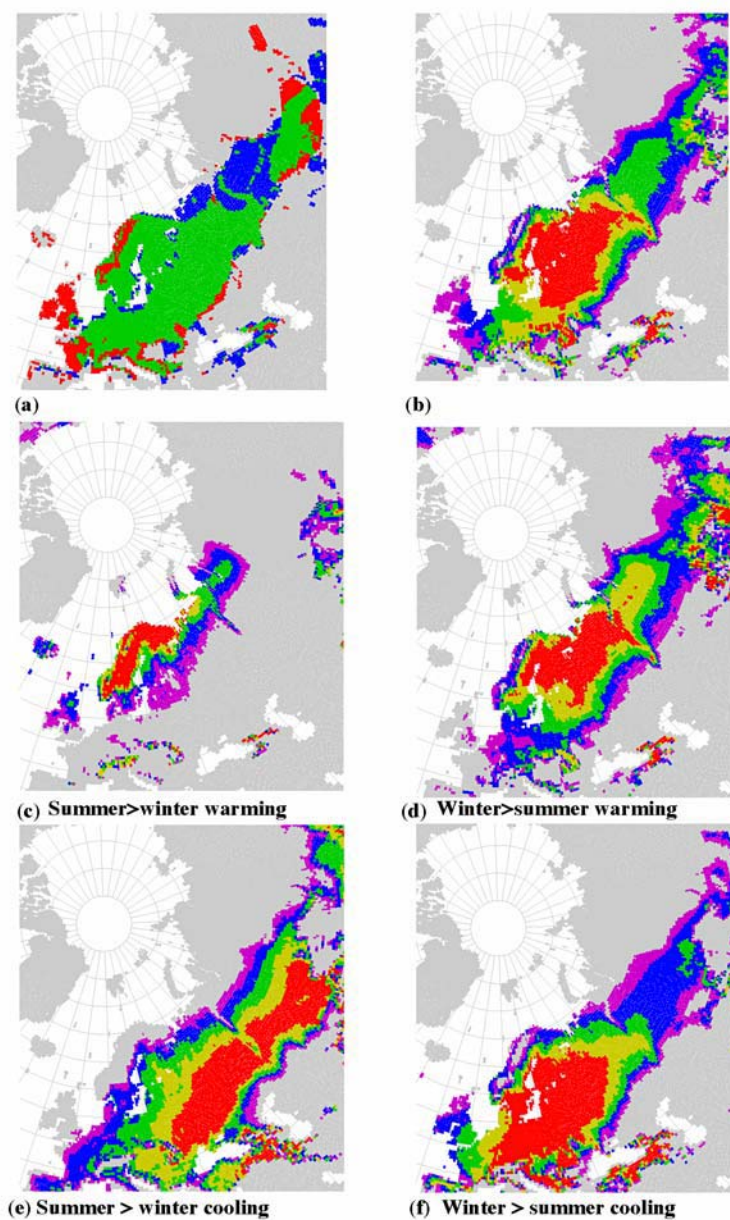 (a)
(b)
(c) Summer>winter warming
(d) Winter>summer warming
(e) Summer > winter cooling
(f) Winter > summer cooling